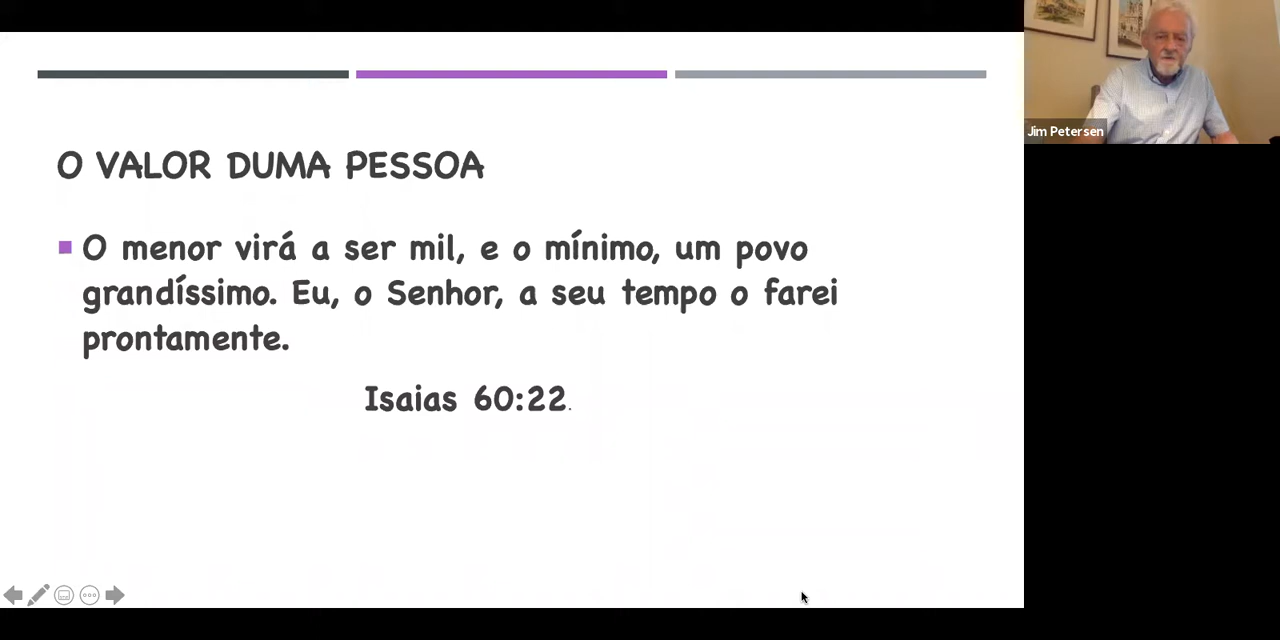 O VALOR DUMA PESSOA
O menor virá a ser mil, e o mínimo, um povo
grandíssimo. Eu, o Senhor, a seu tempo o farei
prontamente.
Isaias 60:22.
Jim Petersen